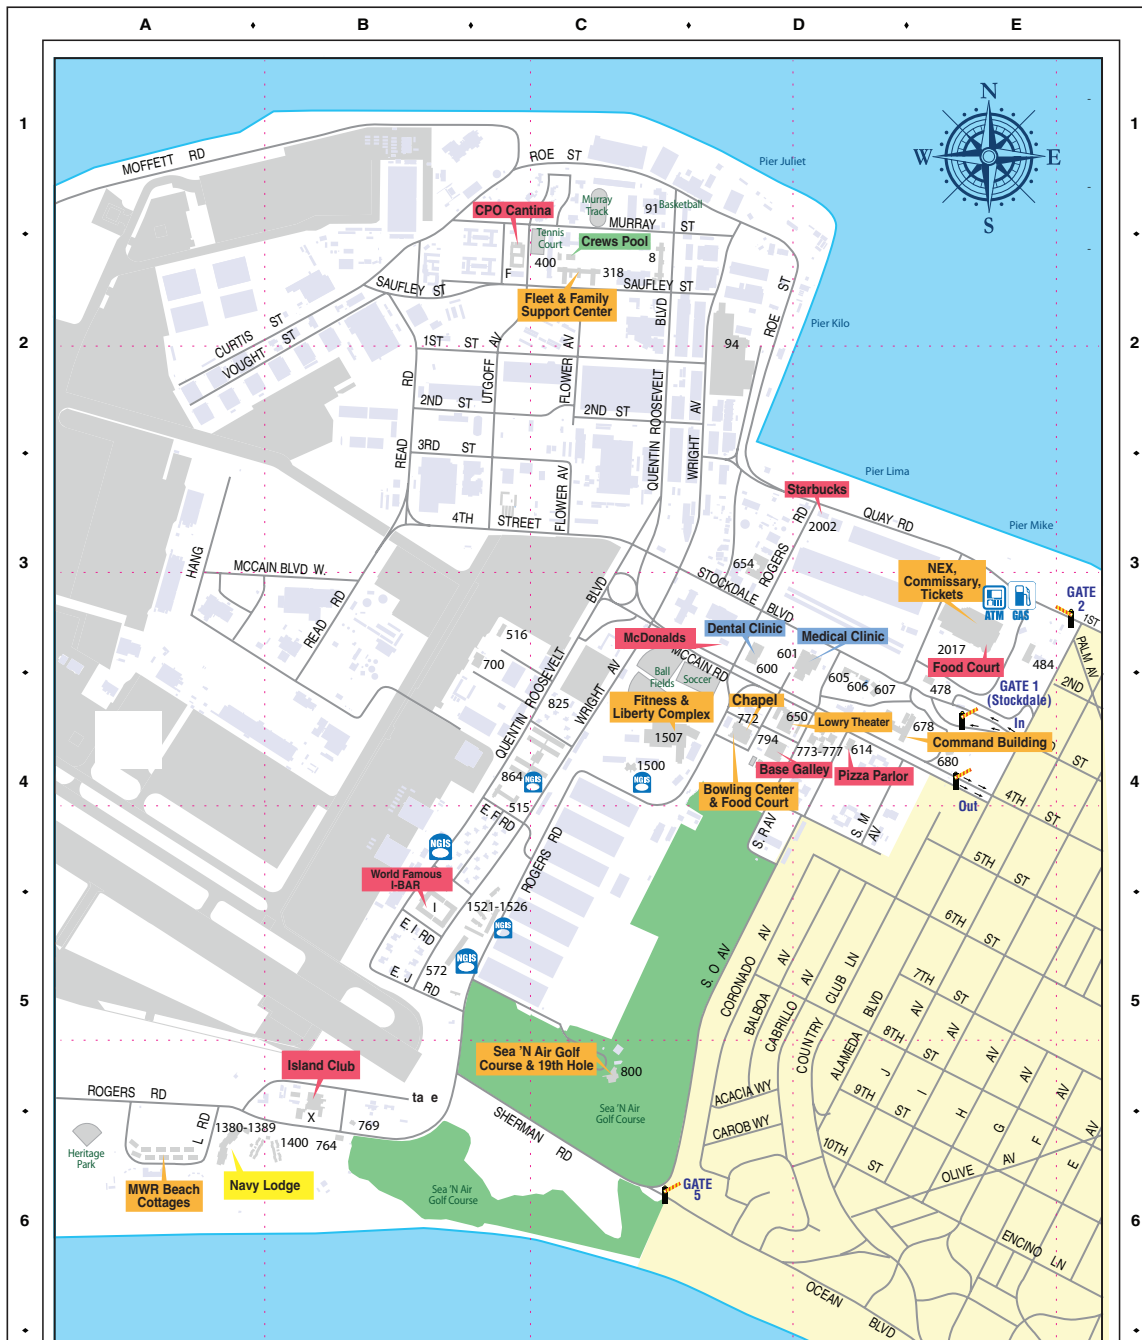 A B C D E
1 1
N
W E
S
MOFFETT RD
ROE ST
Pier Juliet
CPO Cantina
Murray
Track
91
Basketball
MURRAY ST
Tennis
Court
Crews Pool
F
400
318
8
SAUFLEY ST
SAUFLEY ST
Fleet & Family
Support Center
BLVD
ROE ST
Pier Kilo
CURTIS ST
VOUGHT ST
2 2
1ST ST
UTGOFF AV
FLOWER AV
94
RD
READ
2ND ST
2ND ST
QUENTIN ROOSEVELT
AV
WRIGHT
3RD ST
FLOWER AV
4TH STREET
Pier Lima
Starbucks
2002
QUAY RD
Pier Mike
HANG
3 3
MCCAIN BLVD W.
READ RD
BLVD
654
ROGERS RD
STOCKDALE BLVD
NEX,
Commissary,
Tickets
ATM
GAS
GATE
2
1ST
Dental Clinic
Medical Clinic
McDonalds
516
700
601
600
MCCAIN RD
2017
Food Court
484
PALM AV
2ND
Ball
Fields
Soccer
605
606
607
478
GATE 1
(Stockdale)
QUENTIN ROOSEVELT
WRIGHT AV
825
Fitness &
Liberty Complex
Chapel
772
650
Lowry Theater
678
In
Command Building
1507
794
773-777
614
680
ST
864
NGIS
1500
NGIS
Base Galley
Pizza Parlor
4 4
Bowling Center
& Food Court
Out
4TH ST
515
E. F RD
S. R AV
S. M AV
NGIS
ROGERS RD
5TH ST
World Famous
I-BAR
I
1521-1526
NGIS
6TH ST
E. I RD
E. J RD
572
NGIS
S. O AV
CORONADO AV
BALBOA AV
CABRILLO AV
COUNTRY CLUB LN
ALAMEDA BLVD
7TH ST
5 5
8TH ST
AV
AV
AV
AV
AV
J
I
H
G
F
E
Sea 'N Air Golf
Course & 19th Hole
800
Island Club
ACACIA WY
9TH ST
ROGERS RD
ta e
Sea 'N Air
Golf Course
SHERMAN RD
CAROB WY
L RD
X
1380-1389
1400
764
769
10TH ST
Heritage
Park
OLIVE AV
MWR Beach
Cottages
Navy Lodge
Sea 'N Air
Golf Course
GATE
5
6 6
ENCINO LN
OCEAN BLVD